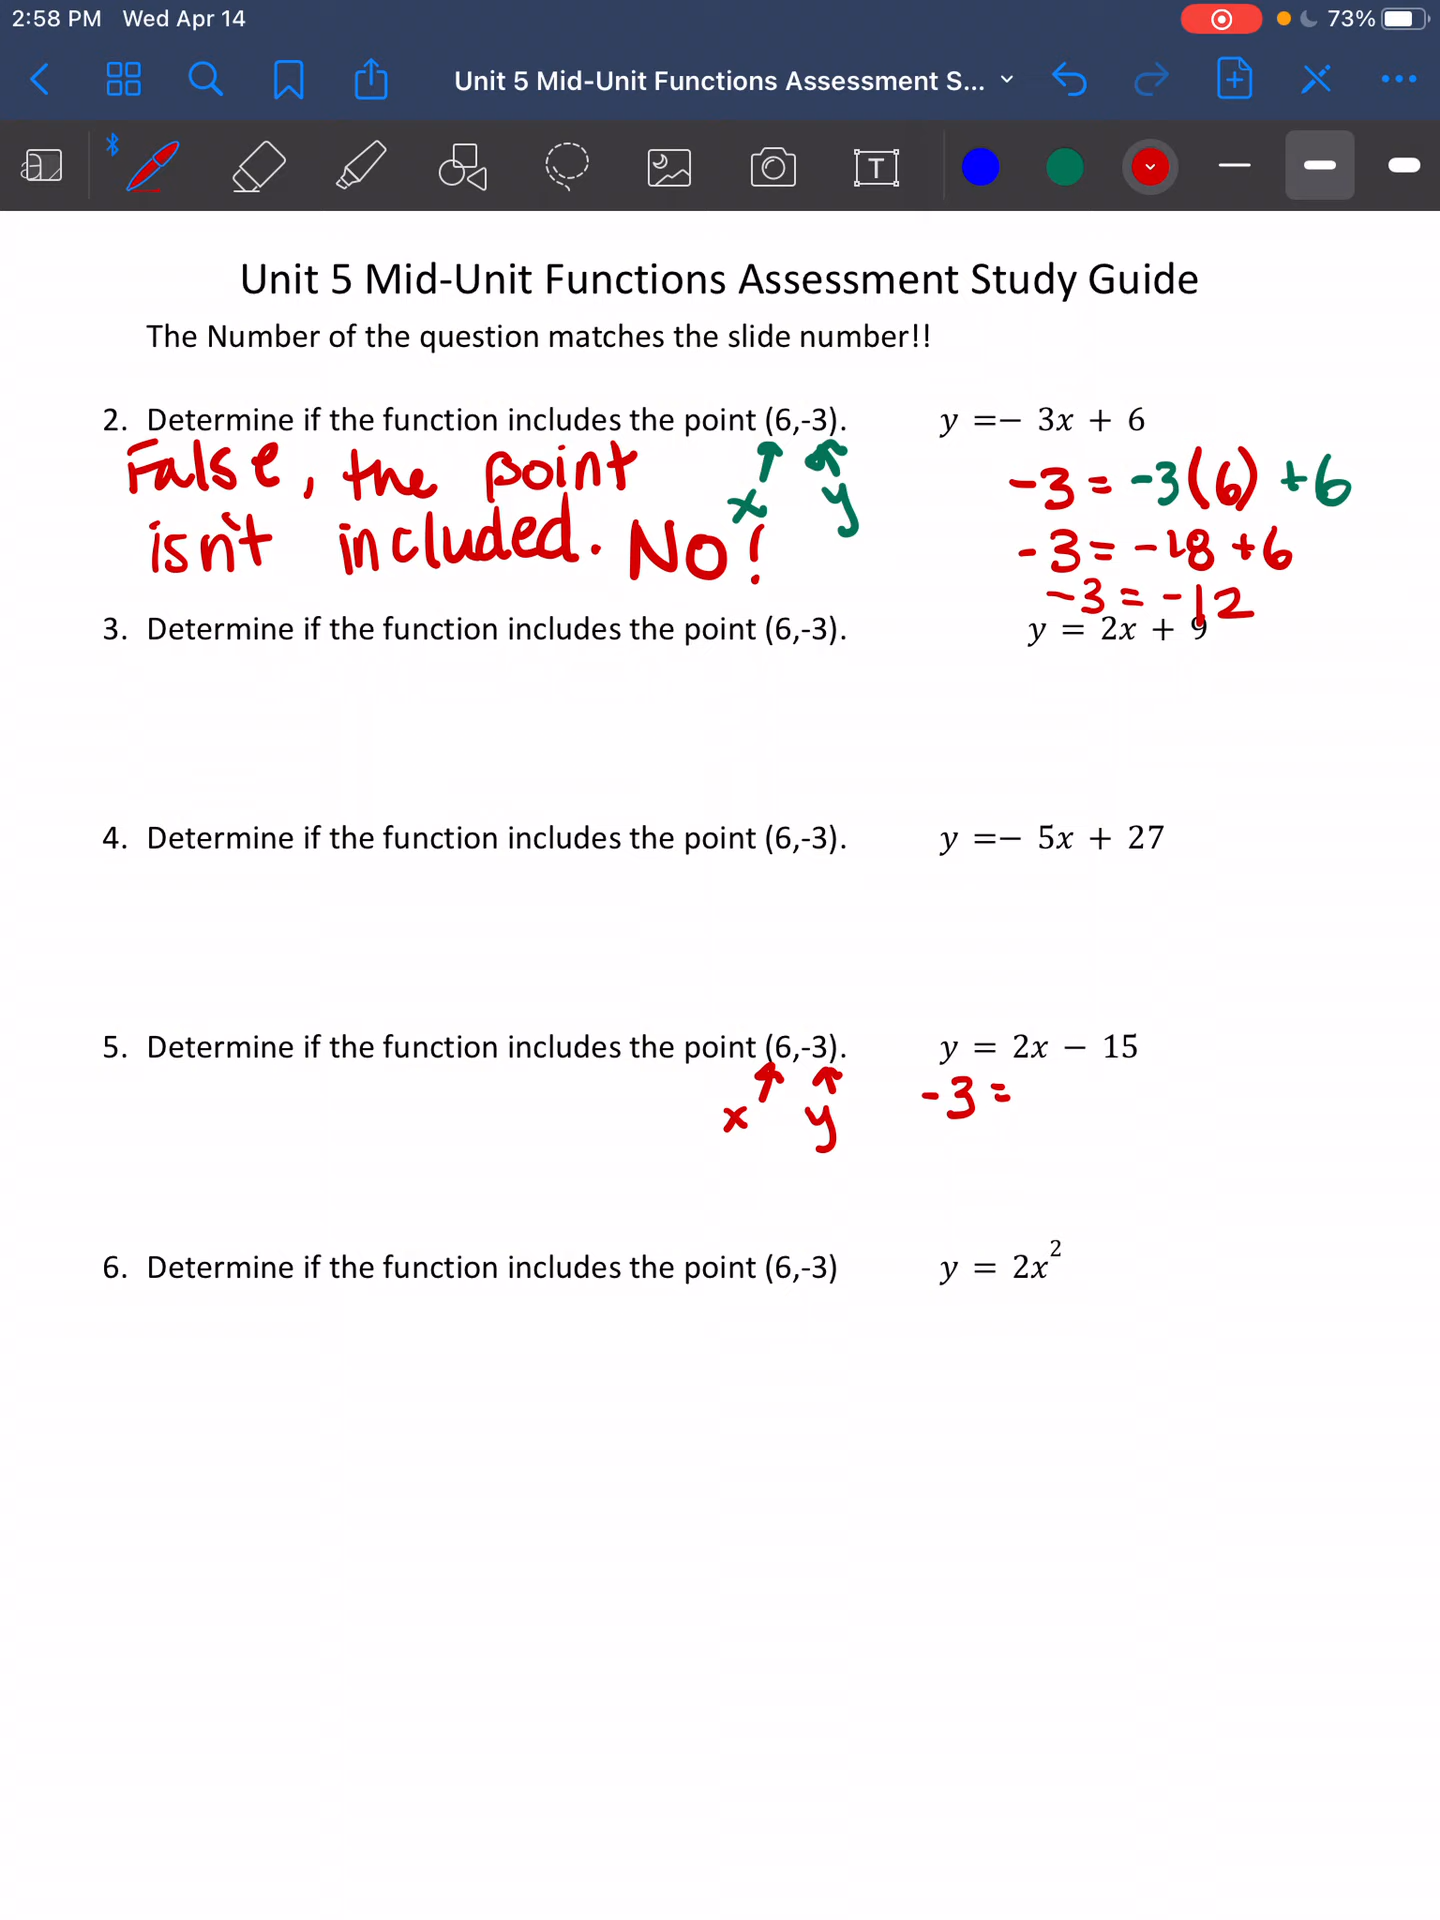 2:58 PM Wed Apr 14
73%
Unit 5 Mid-Unit Functions Assessment S...
T
Unit 5 Mid-Unit Functions Assessment Study Guide
The Number of the question matches the slide number!!
2. Determine if the function includes the point (6,-3). y =− 3x + 6
False, the point x y -3 = -3(6) +6
isn't included. No! -3 = -18 +6
-3 = -12
3. Determine if the function includes the point (6,-3). y = 2x + 9
4. Determine if the function includes the point (6,-3). y =− 5x + 27
5. Determine if the function includes the point (6,-3). y = 2x − 15
x y -3 =
6. Determine if the function includes the point (6,-3) y = 2x²